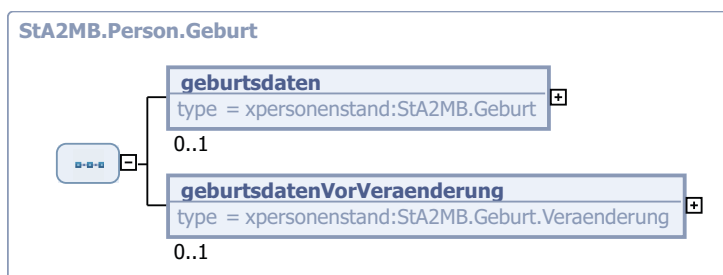 StA2MB.Person.Geburt
geburtsdaten
type = xpersonenstand:StA2MB.Geburt
0..1
geburtsdatenVorVeraenderung
type = xpersonenstand:StA2MB.Geburt.Veraenderung
0..1